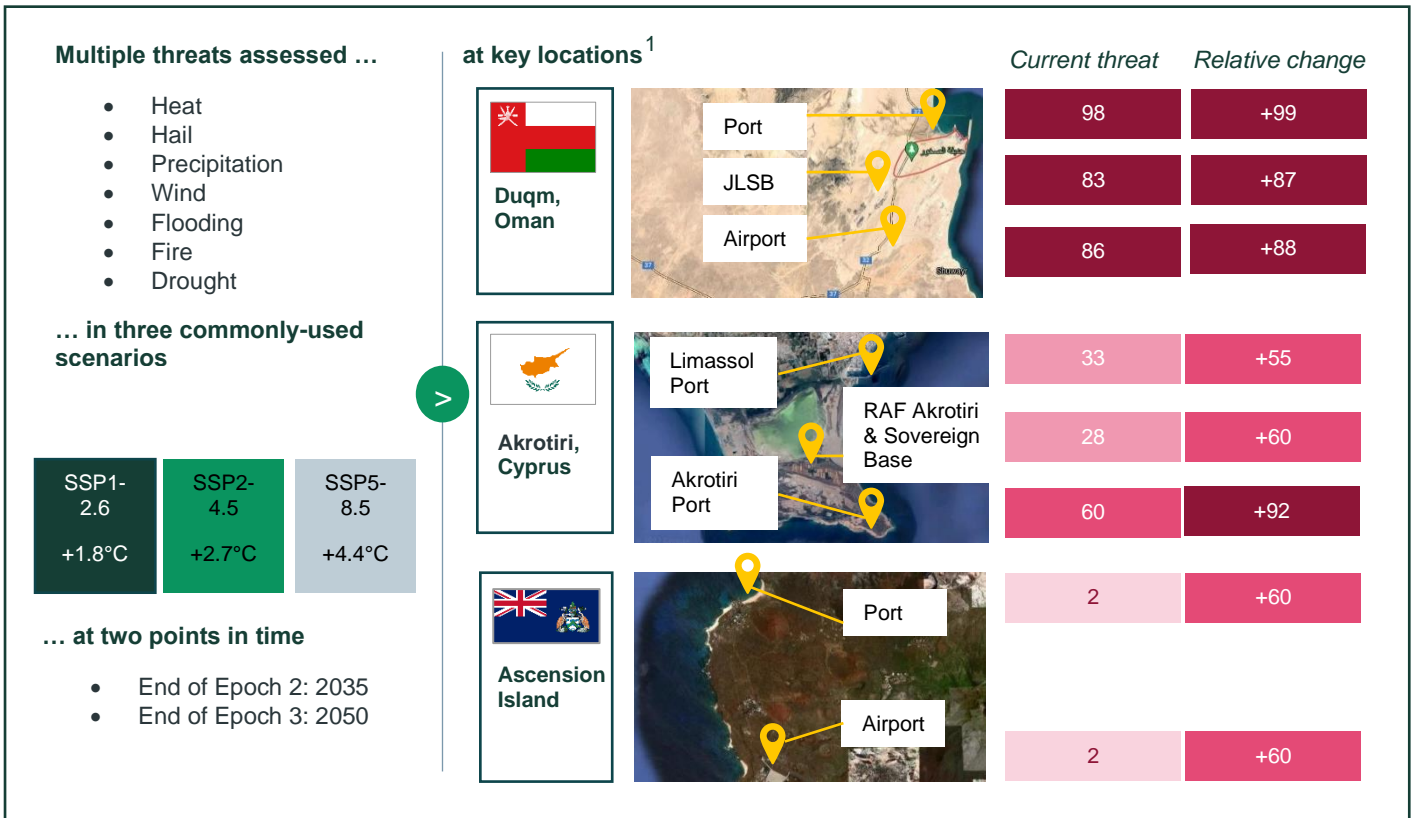 Multiple threats assessed …
• Heat
• Hail
• Precipitation
• Wind
• Flooding
• Fire
• Drought
… in three commonly-used
scenarios
SSP1-
2.6
+1.8°C
SSP2-
4.5
+2.7°C
SSP5-
8.5
+4.4°C
… at two points in time
• End of Epoch 2: 2035
• End of Epoch 3: 2050
>
at key locations1
Current threat
Relative change
Duqm,
Oman
Port
JLSB
Airport
37
37
Shuway
98
+99
83
+87
86
+88
Akrotiri,
Cyprus
Limassol
Port
RAF Akrotiri
& Sovereign
Base
Akrotiri
Port
33
+55
28
+60
60
+92
Ascension
Island
Port
Airport
2
+60
2
+60